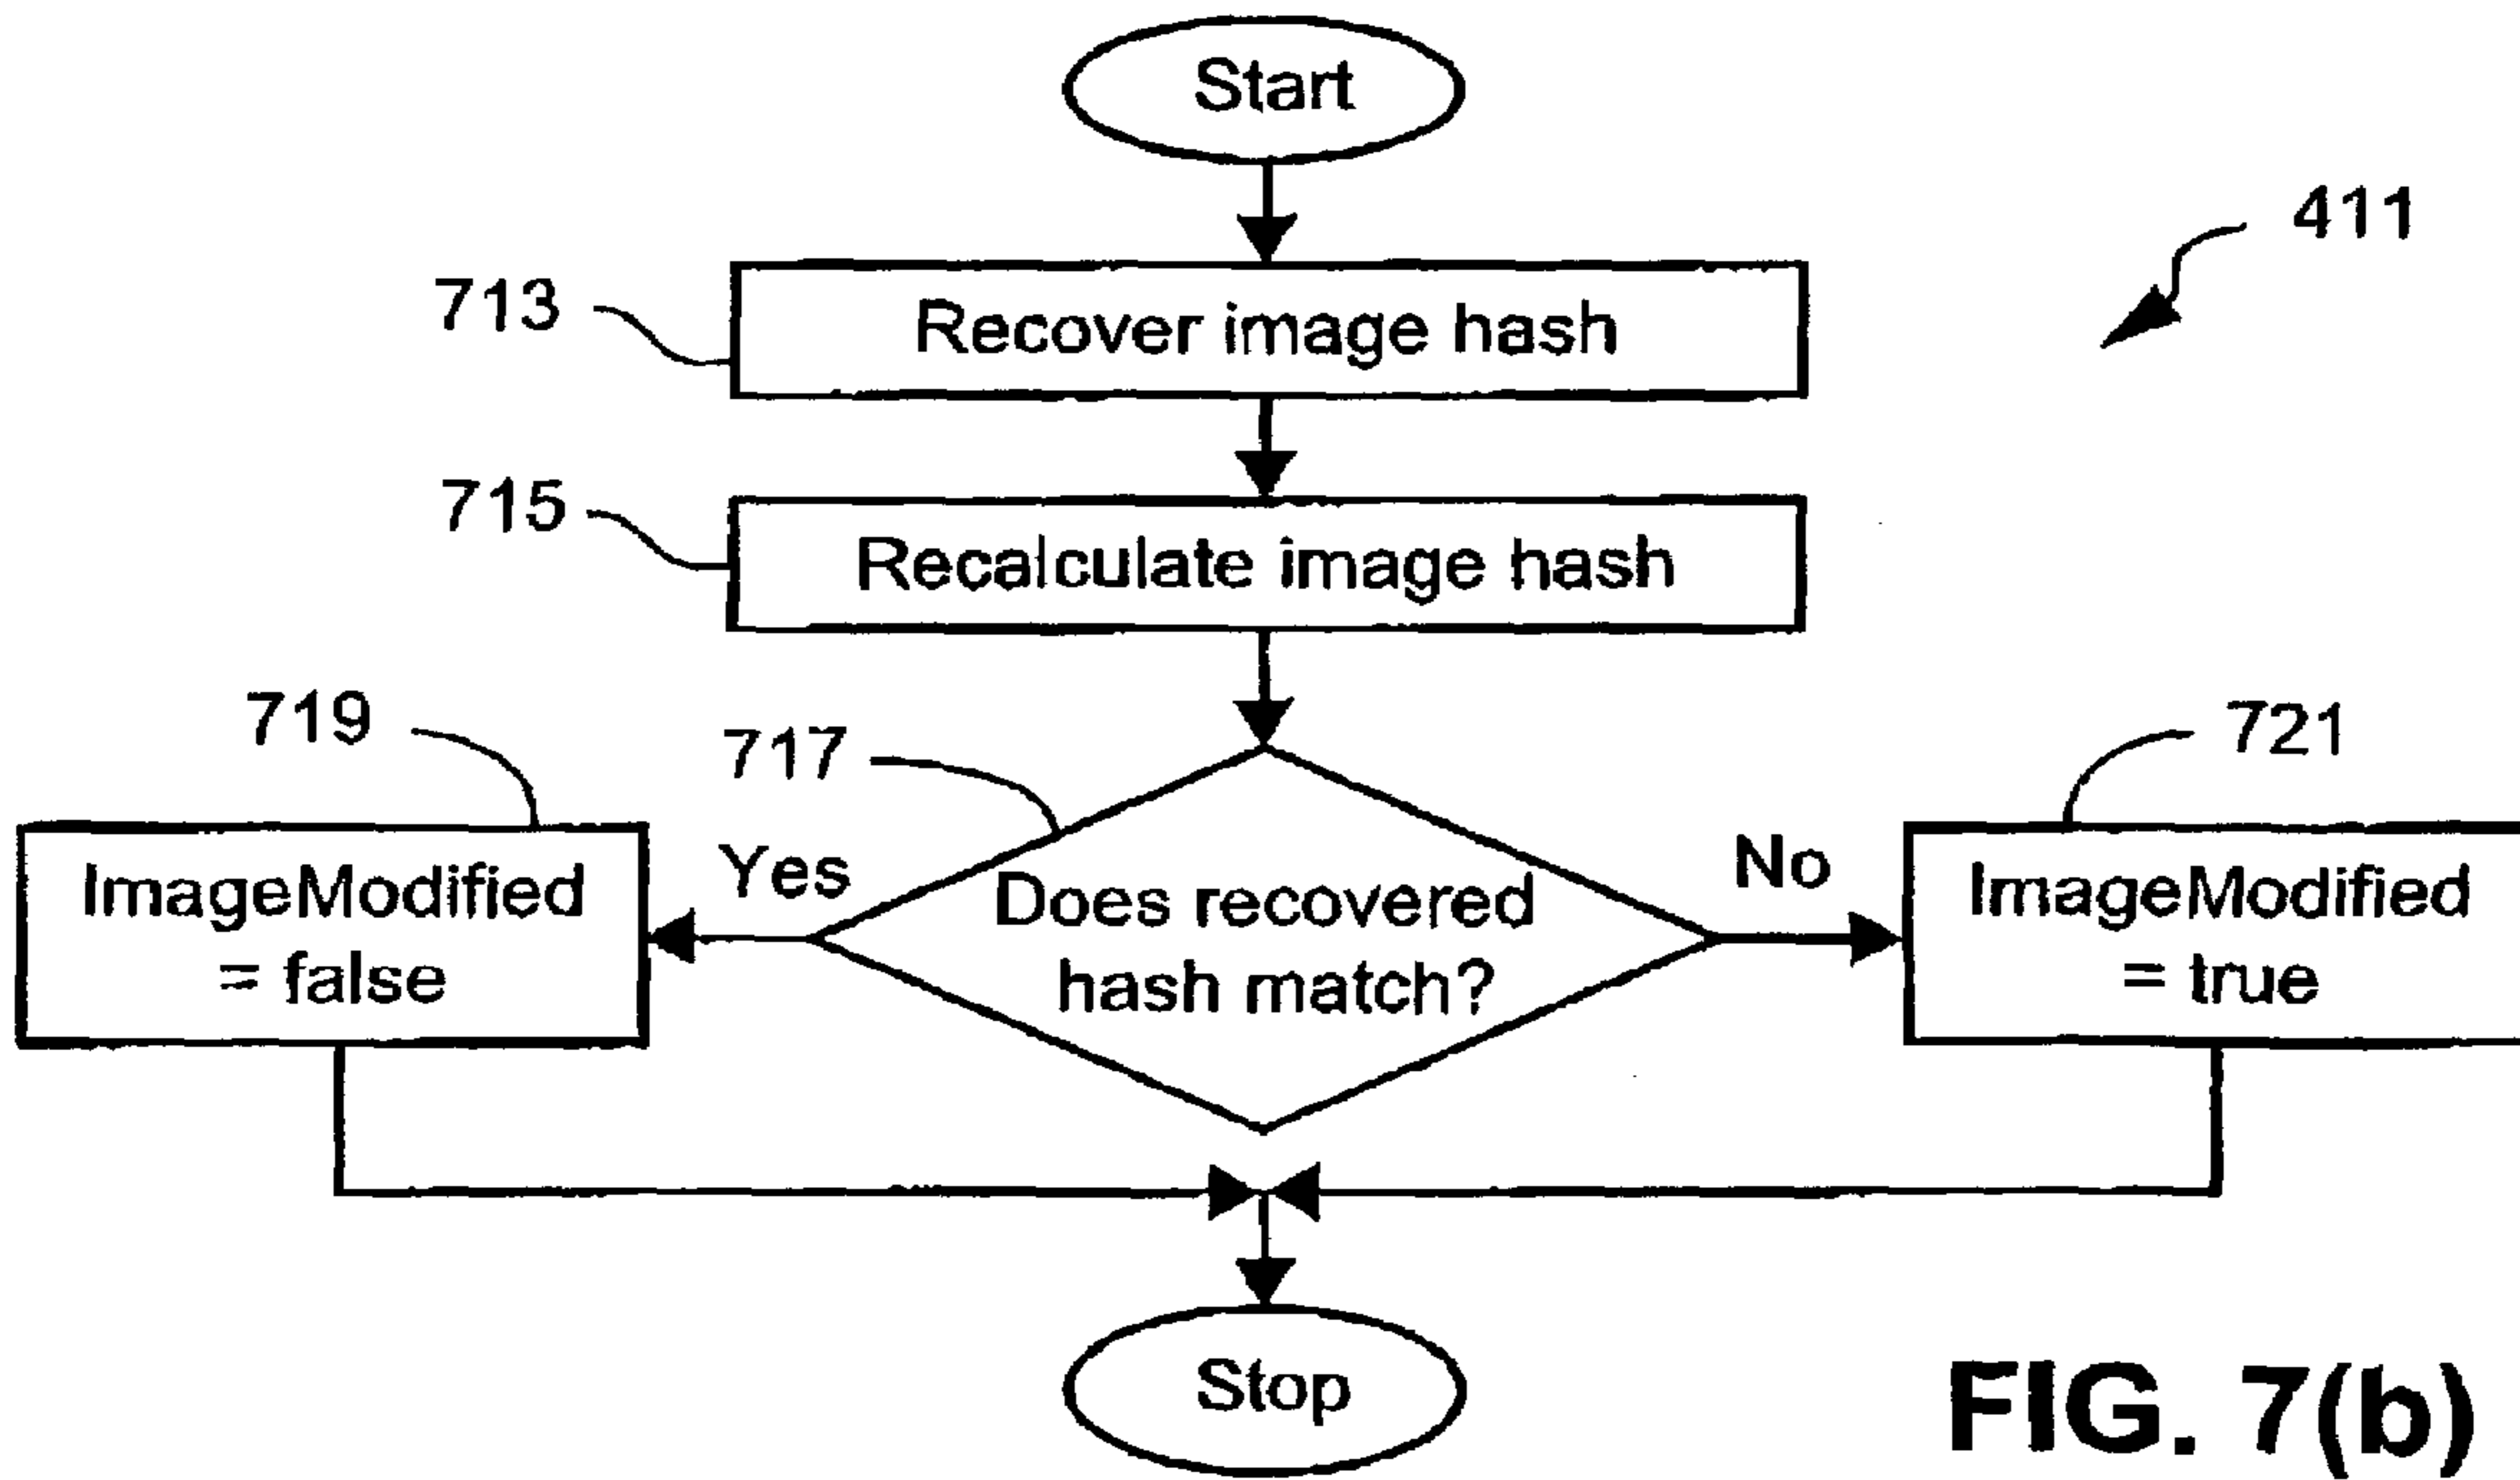 Start
411
713
Recover image hash
715
Recalculate image hash
719
717
721
Yes
No
ImageModified
= false
Does recovered
hash match?
ImageModified
= true
Stop
FIG. 7(b)